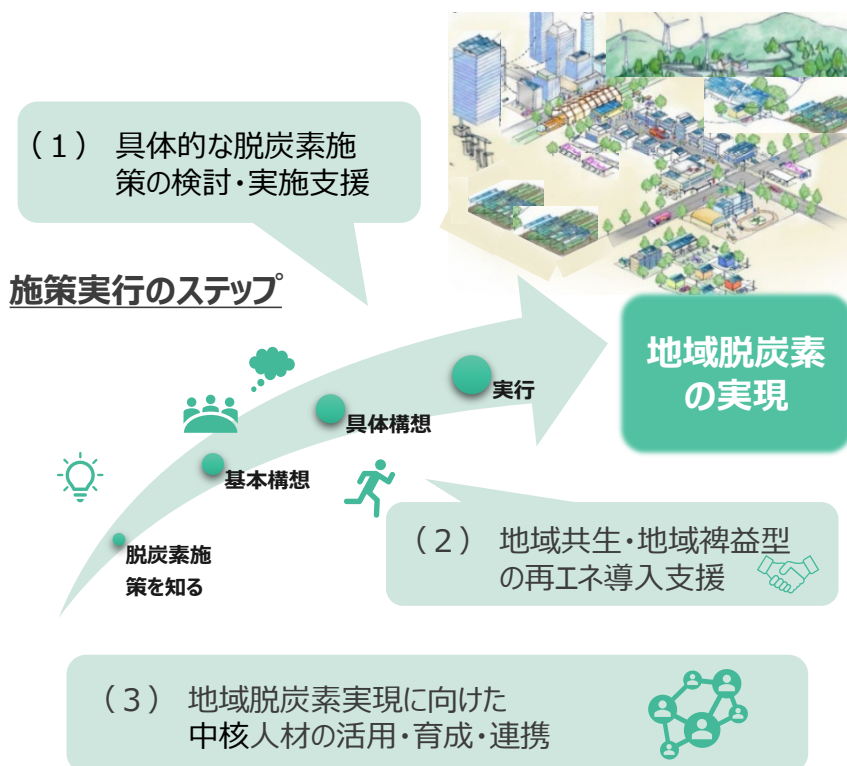 （１） 具体的な脱炭素施
策の検討・実施支援
施策実行のステップ
地域脱炭素
の実現
実行
具体構想
基本構想
脱炭素施
策を知る
（２） 地域共生・地域裨益型
の再エネ導入支援
（３） 地域脱炭素実現に向けた
中核人材の活用・育成・連携